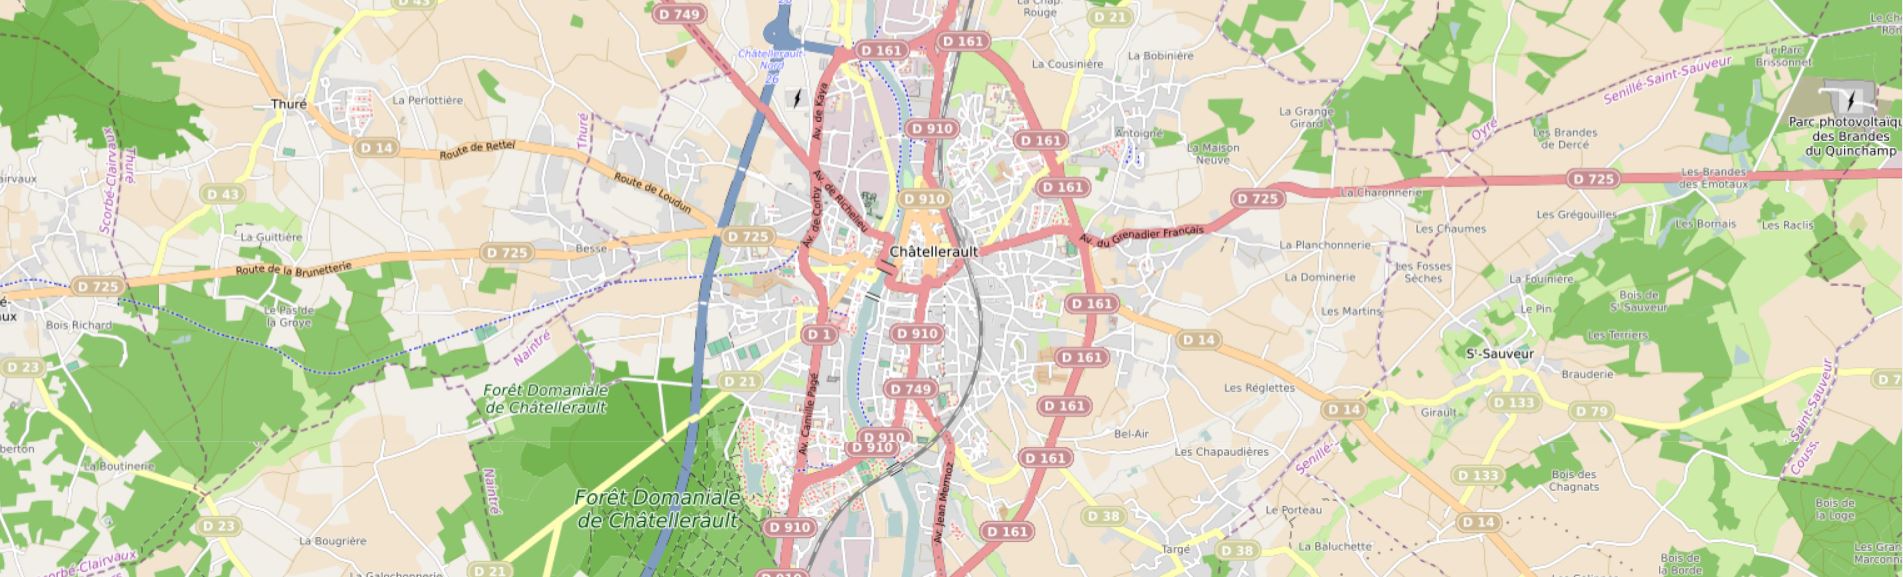 D 43
D 749
La Chap.
Rouge
D 21
26
Châtellerault
Nord
26
D 161
D 161
La Cousinière
La Bobinière
Le Parc
Brissonnet
Senillé-Saint-Sauveur
Thuré
La Perlottière
Av. de Kaya
La Grange
Girard
Oyré
Parc photovoltaïqu
des Brandes
du Quinchamp
Scorbé-Clairvaux
Thuré
Thuré
D 14
Route de Rettel
D 910
D 161
Antoigné
Les Brandes
de Dercé
La Maison
Neuve
airvaux
D 43
Route de Loudun
Av. de Richelieu
Av. de Corby
D 910
D 161
D 725
La Charonnerie
D 725
Les Brandes
des Émotaux
La Guittière
D 725
Besse
D 725
Châtellerault
Av. du Grenadier Français
La Planchonnerie
Les Chaumes
Les Grégouilles
Les Bornais
Les Raclis
Route de la Brunetterie
D 725
La Dominerie
Les Fosses
Sèches
La Fouinière
é-
aux
Bois Richard
Le Pas de
la Groye
D 161
Les Martins
Le Pin
Bois de
St Sauveur
Les Terriers
D 1
D 910
D 14
Naintré
D 23
Forêt Domaniale
de Châtellerault
D 21
D 749
D 161
Les Réglettes
St-Sauveur
Brauderie
Av. Camille Pagé
D 161
D 14
Girault
D 133
D 79
D 7
Saint-Sauveur
Couss.
berton
La Boutinerie
D 910
D 910
Bel-Air
Les Chapaudières
Senillé-
D 161
D 133
Bois des
Chagnats
Naintré
Forêt Domaniale
de Châtellerault
Av. Jean Mermoz
D 23
D 910
D 161
D 38
Le Porteau
D 14
Bois de
la Loge
La Bougrière
Targé
D 38
La Baluchette
Bois de
la Borde
Les Gran
Marconn
orbé-Clairvaux
La Galochonnerie
D 21
D 910